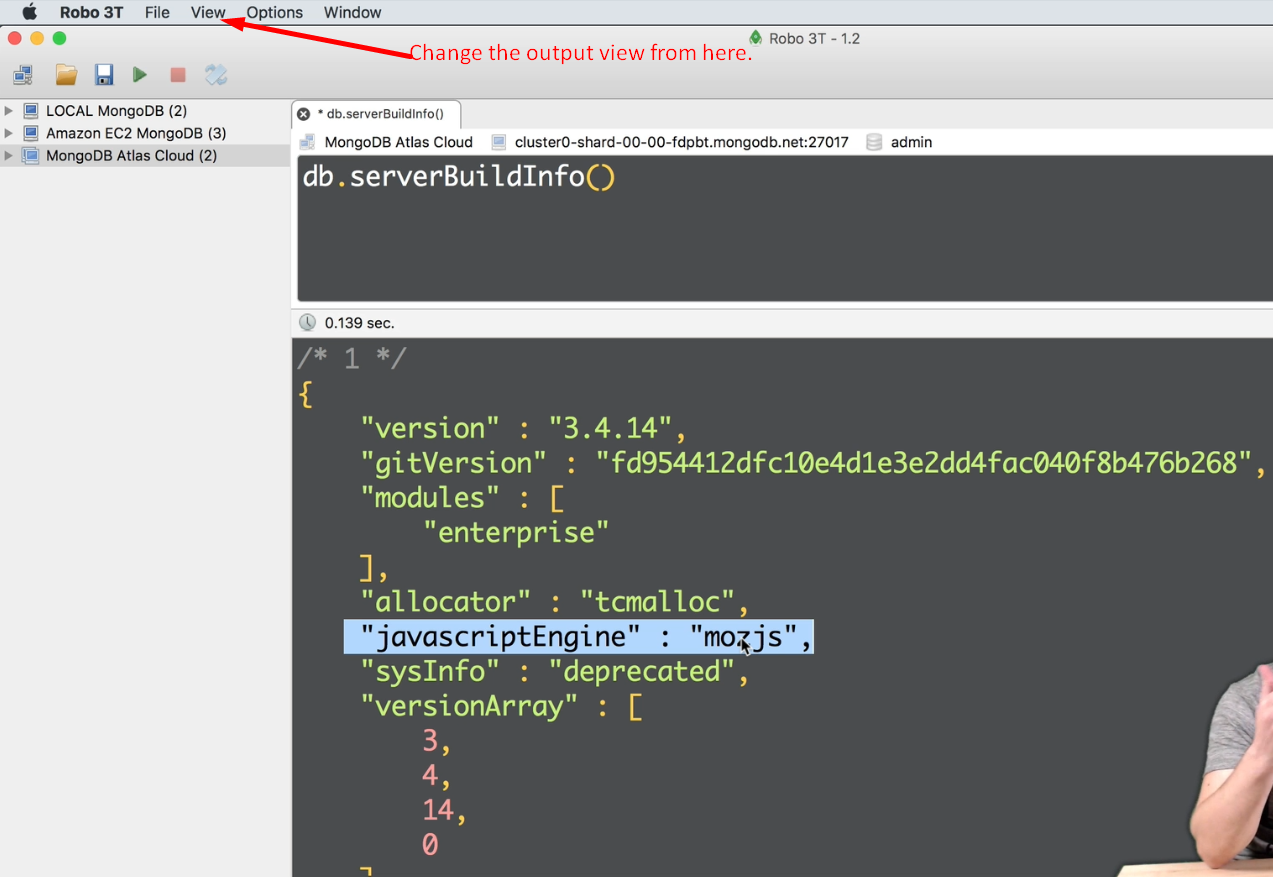 Robo 3T File View Options Window
Robo 3T - 1.2
Change the output view from here.
LOCAL MongoDB (2)
Amazon EC2 MongoDB (3)
MongoDB Atlas Cloud (2)
* db.serverBuildInfo()
MongoDB Atlas Cloud cluster0-shard-00-00-fdpbt.mongodb.net:27017 admin
db.serverBuildInfo()
0.139 sec.
/* 1 */
{
"version" : "3.4.14",
"gitVersion" : "fd954412dfc10e4d1e3e2dd4fac040f8b476b268",
"modules" : [
"enterprise"
],
"allocator" : "tcmalloc",
"javascriptEngine" : "mozjs",
"sysInfo" : "deprecated",
"versionArray" : [
3,
4,
14,
0
]